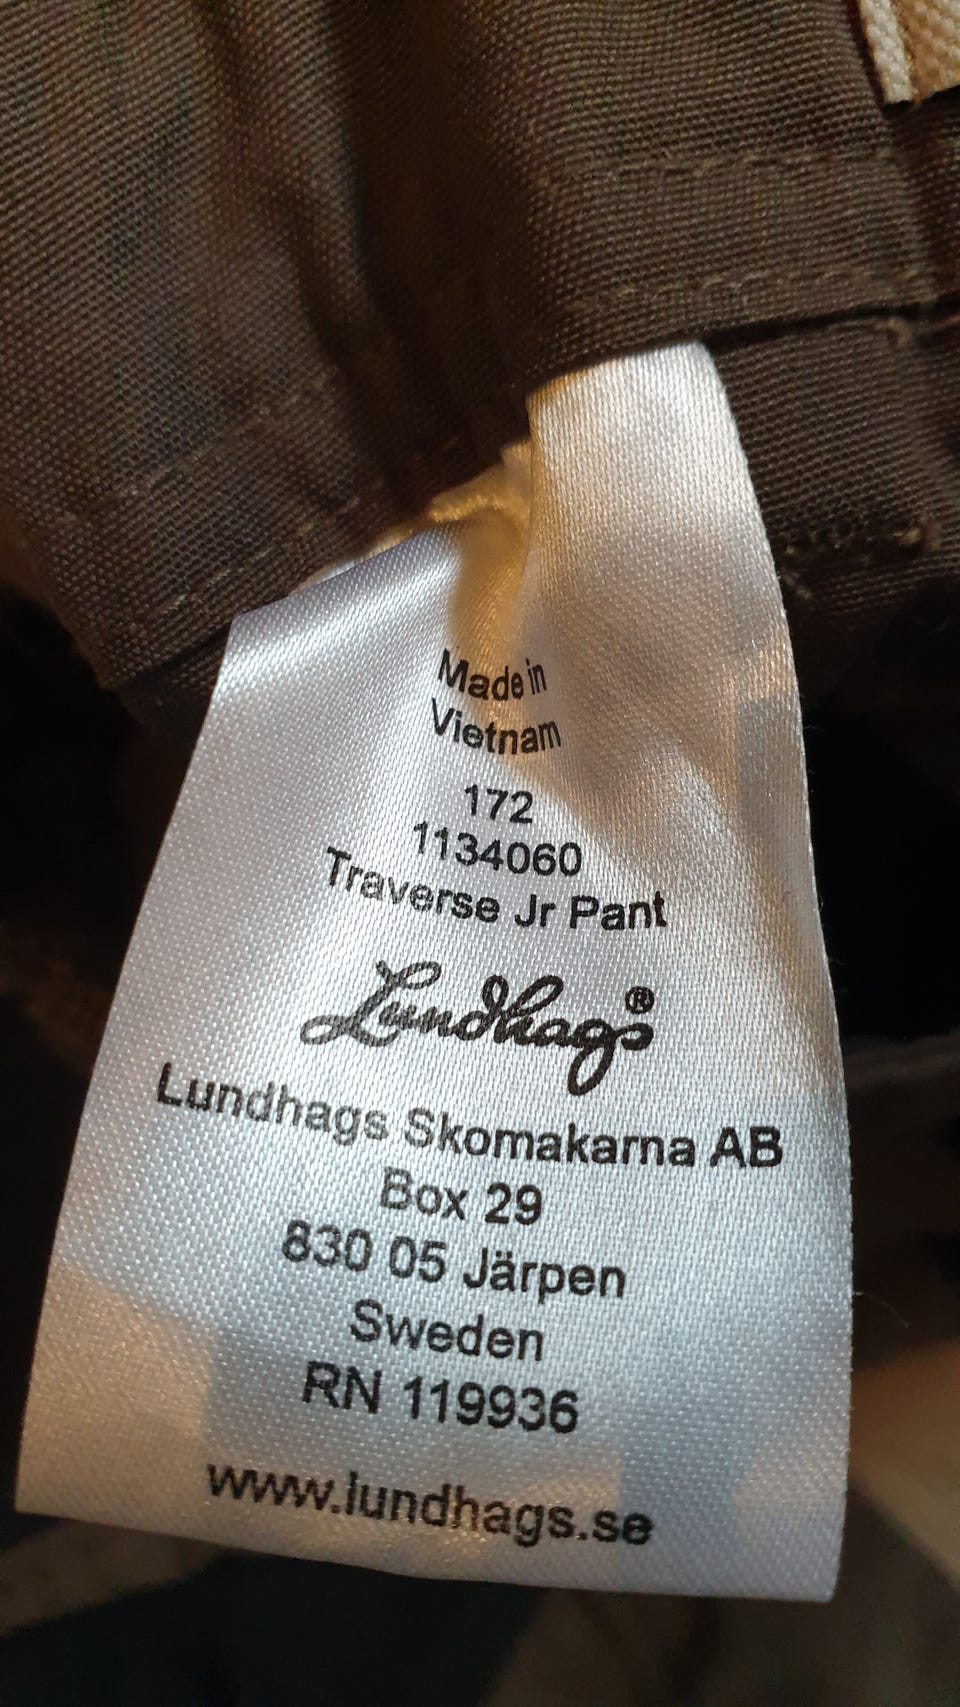 Made in
Vietnam
172
1134060
Traverse Jr Pant
Lundhags®
Lundhags Skomakarna AB
Box 29
830 05 Järpen
Sweden
RN 119936
www.lundhags.se